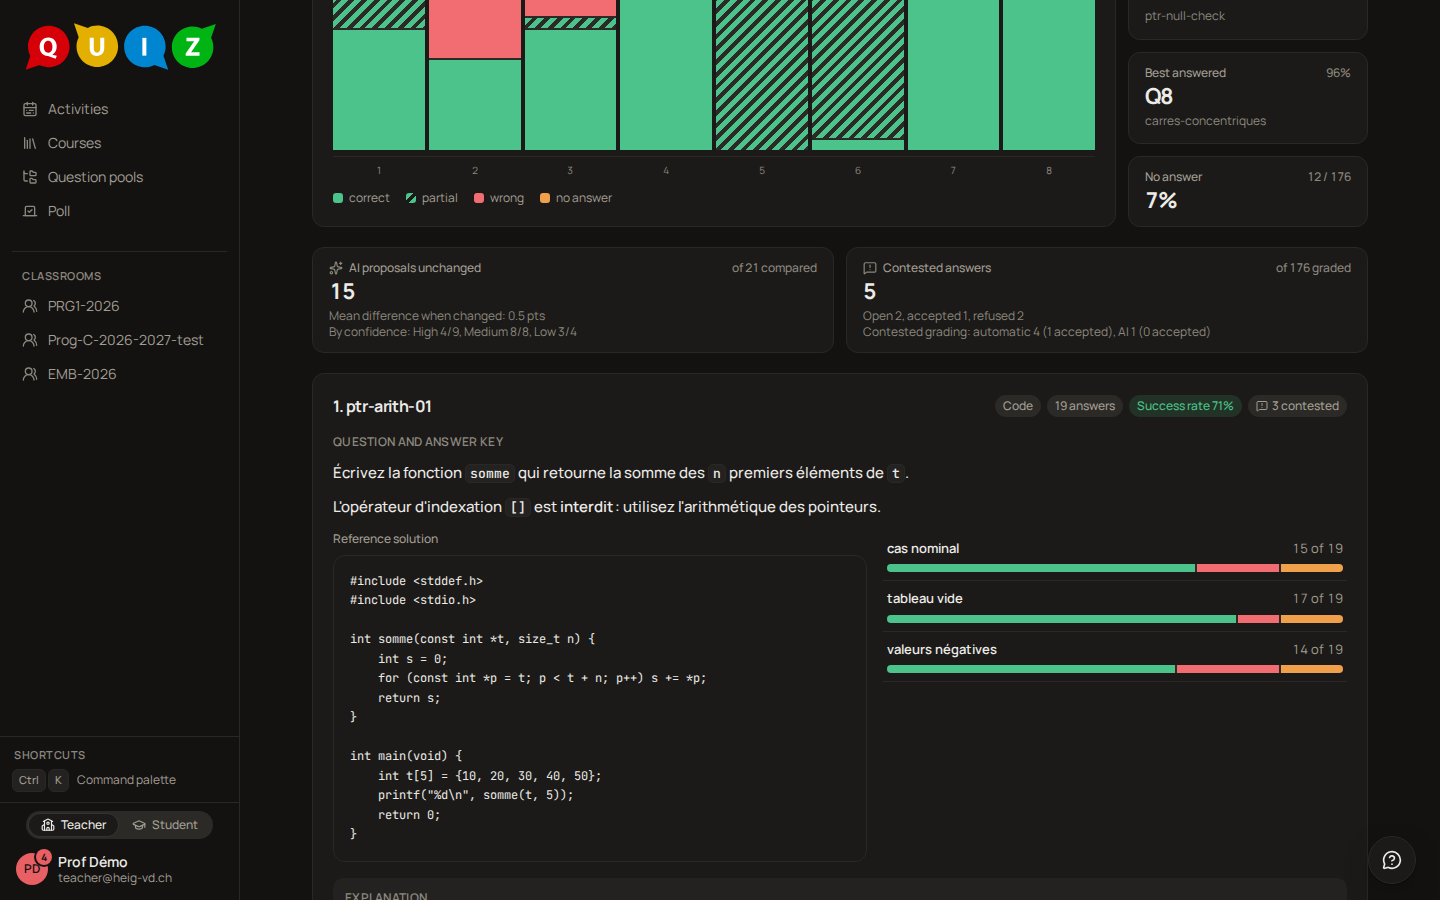 QUIZ
Activities
Courses
Question pools
Poll
CLASSROOMS
PRG1-2026
Prog-C-2026-2027-test
EMB-2026
SHORTCUTS
Ctrl K Command palette
Teacher Student
PD 4
Prof Démo
teacher@heig-vd.ch
1 2 3 4 5 6 7 8
correct partial wrong no answer
ptr-null-check
Best answered 96%
Q8
carres-concentriques
No answer 12 / 176
7%
AI proposals unchanged of 21 compared
15
Mean difference when changed: 0.5 pts
By confidence: High 4/9, Medium 8/8, Low 3/4
Contested answers of 176 graded
5
Open 2, accepted 1, refused 2
Contested grading: automatic 4 (1 accepted), AI 1 (0 accepted)
1. ptr-arith-01 Code 19 answers Success rate 71% 3 contested
QUESTION AND ANSWER KEY
Écrivez la fonction somme qui retourne la somme des n premiers éléments de t.
L'opérateur d'indexation [] est interdit : utilisez l'arithmétique des pointeurs.
Reference solution
#include <stddef.h>
#include <stdio.h>
int somme(const int *t, size_t n) {
    int s = 0;
    for (const int *p = t; p < t + n; p++) s += *p;
    return s;
}
int main(void) {
    int t[5] = {10, 20, 30, 40, 50};
    printf("%d\n", somme(t, 5));
    return 0;
}
cas nominal 15 of 19
tableau vide 17 of 19
valeurs négatives 14 of 19
EXPLANATION